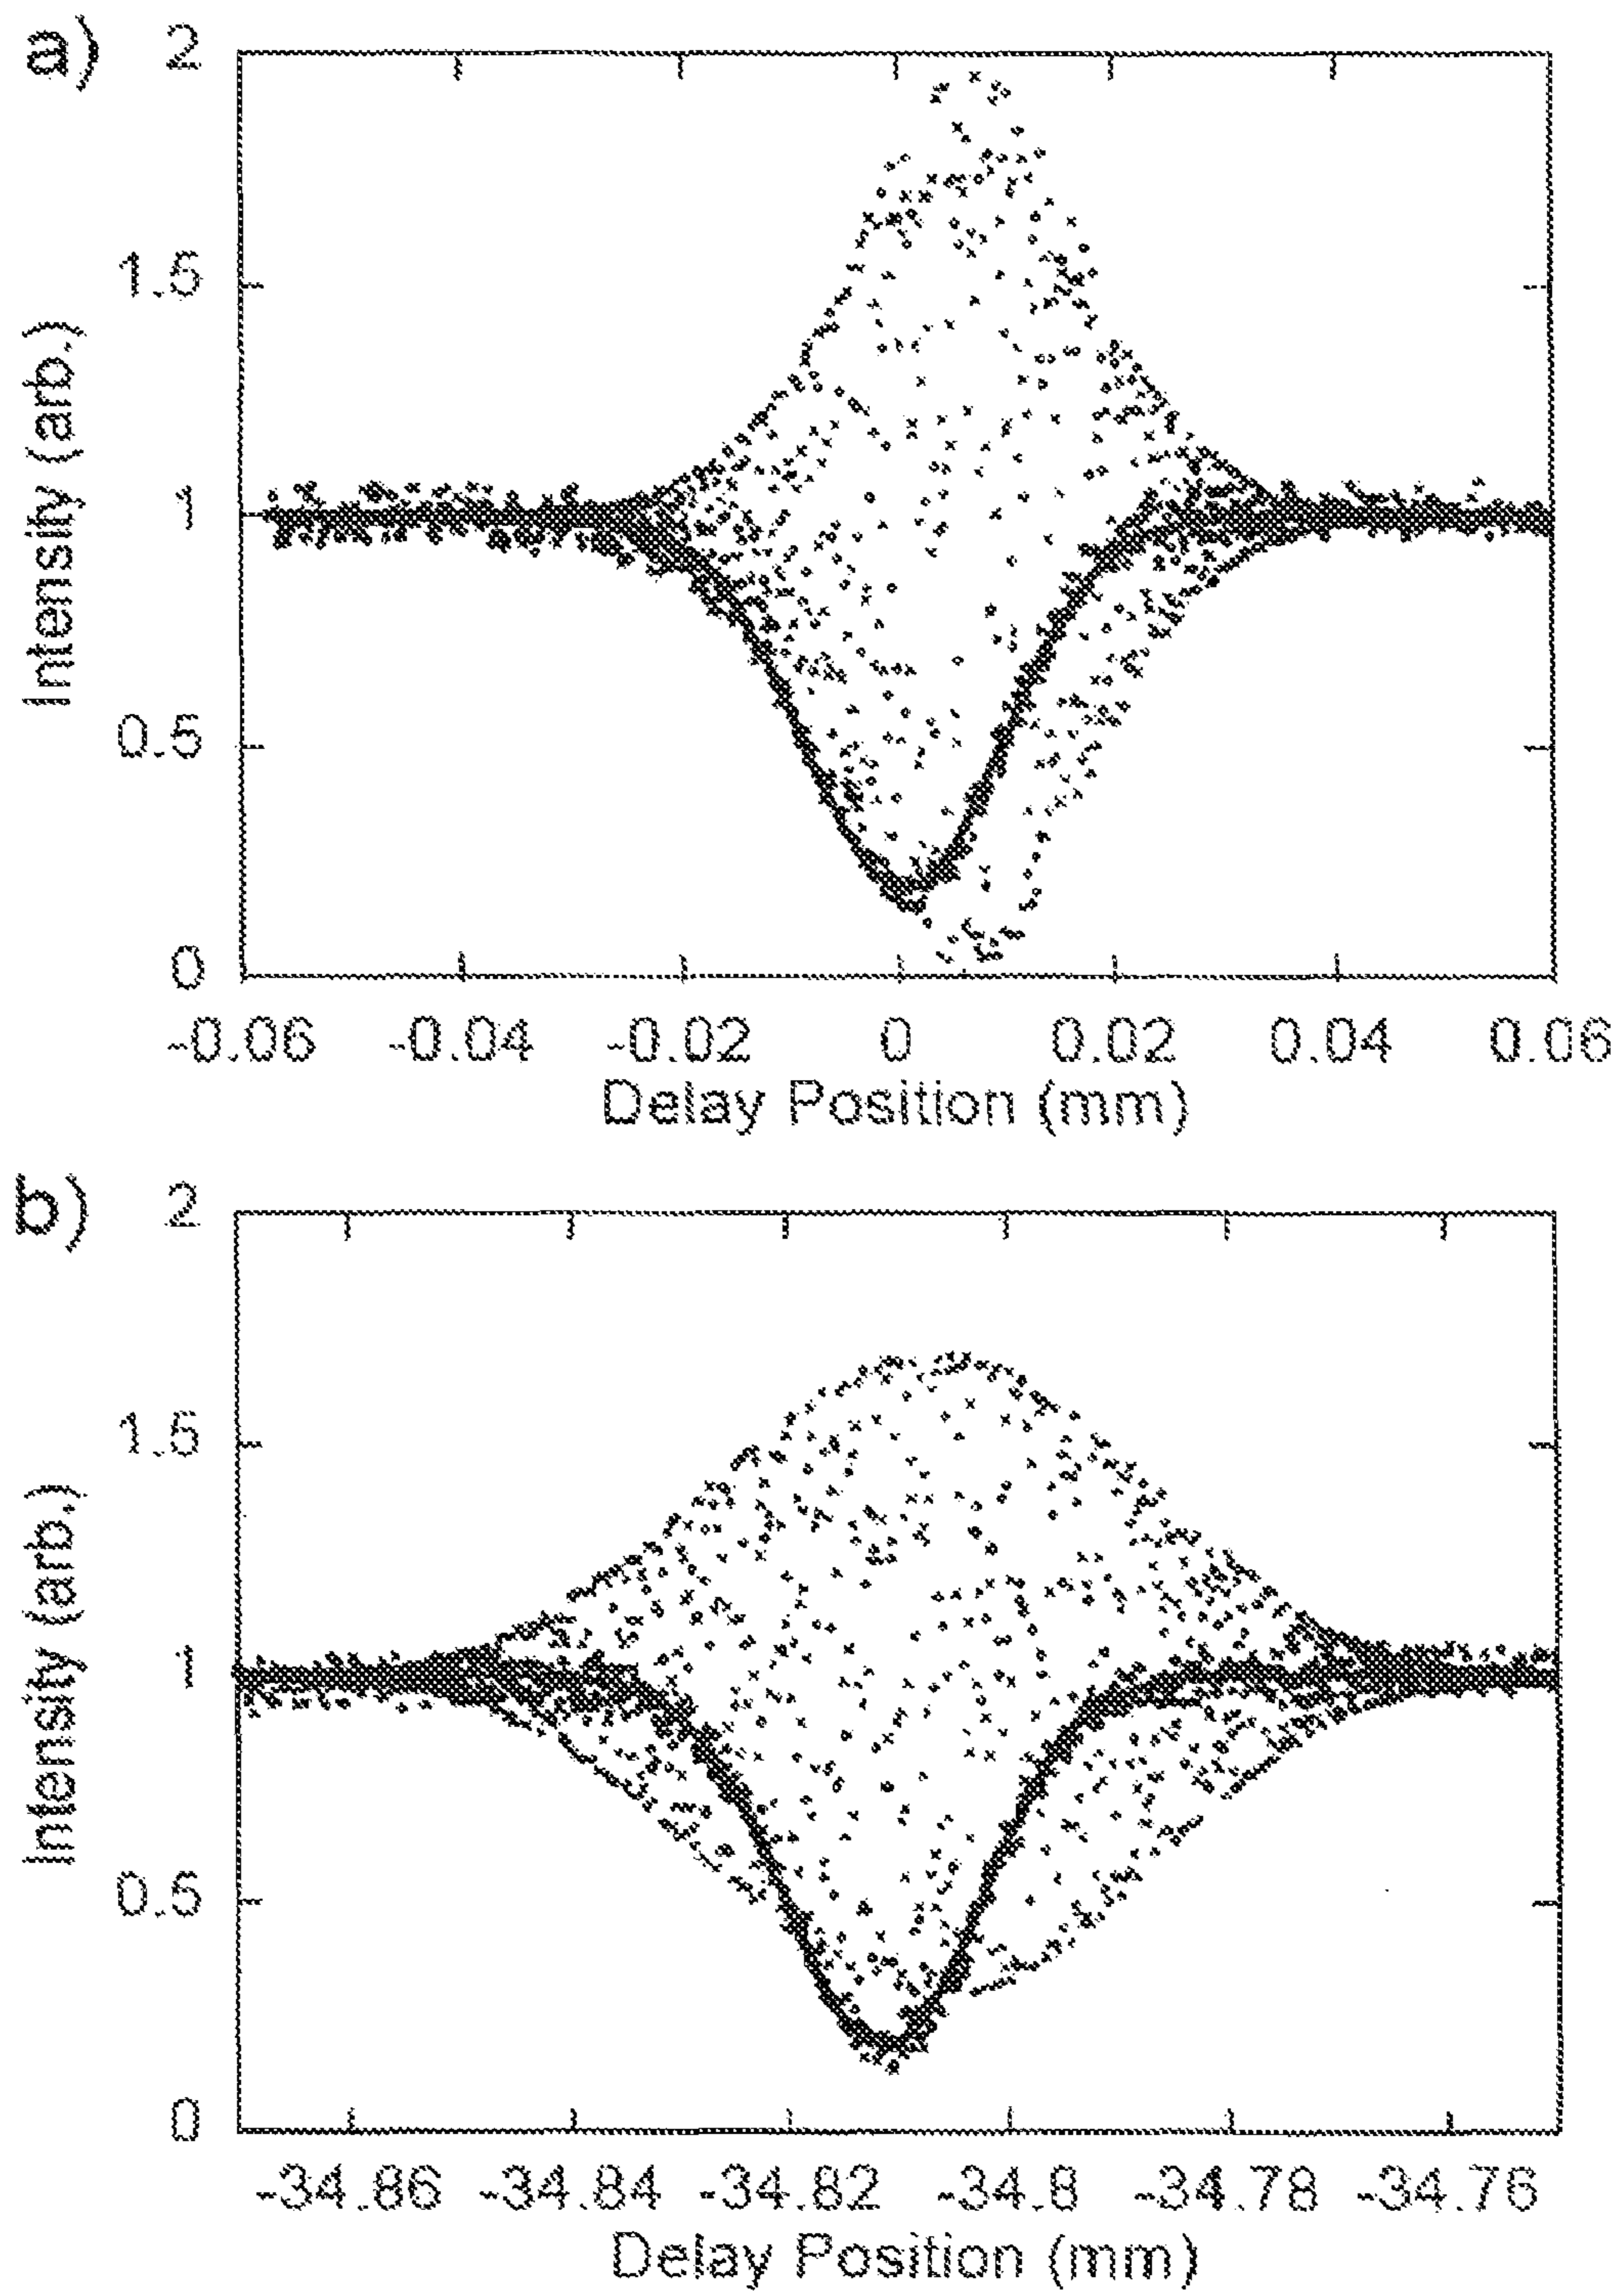 a)
2
1.5
1
0.5
0
Intensity (arb.)
-0.06 -0.04 -0.02 0 0.02 0.04 0.06
Delay Position (mm)
b)
2
1.5
1
0.5
0
Intensity (arb.)
-34.86 -34.84 -34.82 -34.8 -34.78 -34.76
Delay Position (mm)